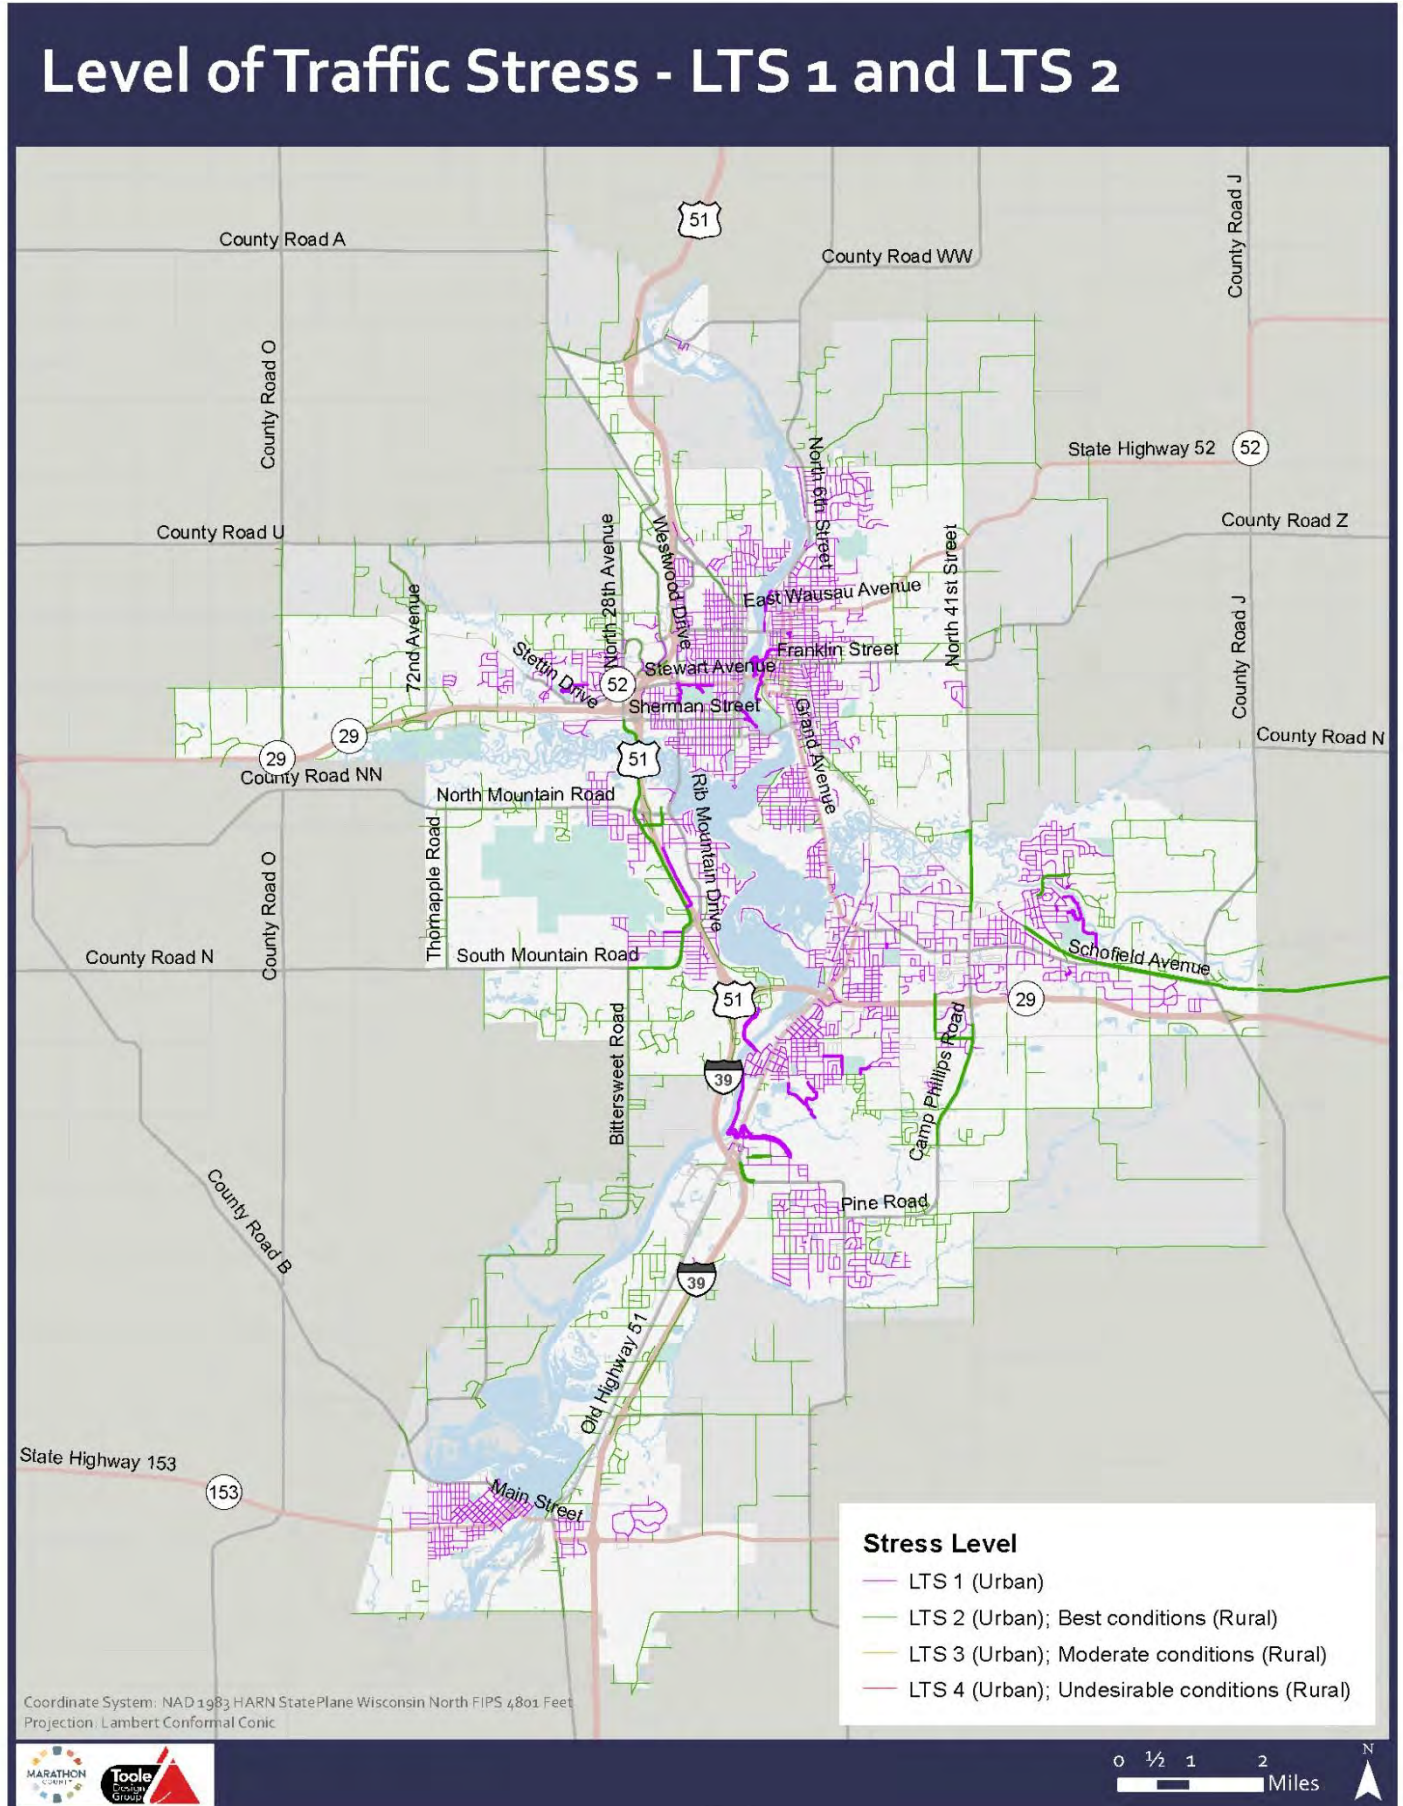 Level of Traffic Stress - LTS 1 and LTS 2
51
County Road J
County Road A
County Road WW
County Road O
North 6th Street
State Highway 52
52
County Road Z
County Road U
North 28th Avenue
Westwood Drive
North 41st Street
72nd Avenue
East Wausau Avenue
County Road J
Stettin Drive
Franklin Street
Stewart Avenue
52
Sherman Street
Grand Avenue
29
29
51
County Road N
County Road NN
North Mountain Road
Rib Mountain Drive
Thornapple Road
County Road O
County Road N
South Mountain Road
Schofield Avenue
51
29
Bittersweet Road
Camp Phillips Road
39
County Road B
Pine Road
39
Old Highway 51
State Highway 153
153
Main Street
Stress Level
LTS 1 (Urban)
LTS 2 (Urban); Best conditions (Rural)
LTS 3 (Urban); Moderate conditions (Rural)
LTS 4 (Urban); Undesirable conditions (Rural)
Coordinate System: NAD 1983 HARN StatePlane Wisconsin North FIPS 4801 Feet
Projection: Lambert Conformal Conic
MARATHON
COUNTY
Toole
Design
Group
0 ½ 1 2
Miles
N